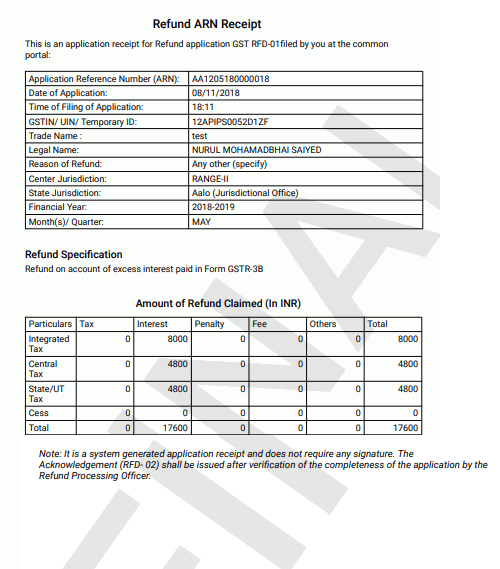 Refund ARN Receipt
This is an application receipt for Refund application GST RFD-01filed by you at the common
portal:
Application Reference Number (ARN): AA1205180000018
Date of Application: 08/11/2018
Time of Filing of Application: 18:11
GSTIN/ UIN/ Temporary ID: 12APIPS0052D1ZF
Trade Name : test
Legal Name: NURUL MOHAMADBHAI SAIYED
Reason of Refund: Any other (specify)
Center Jurisdiction: RANGE-II
State Jurisdiction: Aalo (Jurisdictional Office)
Financial Year: 2018-2019
Month(s)/ Quarter: MAY
Refund Specification
Refund on account of excess interest paid in Form GSTR-3B
Amount of Refund Claimed (In INR)
Particulars Tax Interest Penalty Fee Others Total
Integrated Tax 0 8000 0 0 0 8000
Central Tax 0 4800 0 0 0 4800
State/UT Tax 0 4800 0 0 0 4800
Cess 0 0 0 0 0 0
Total 0 17600 0 0 0 17600
Note: It is a system generated application receipt and does not require any signature. The
Acknowledgement (RFD- 02) shall be issued after verification of the completeness of the application by the
Refund Processing Officer.